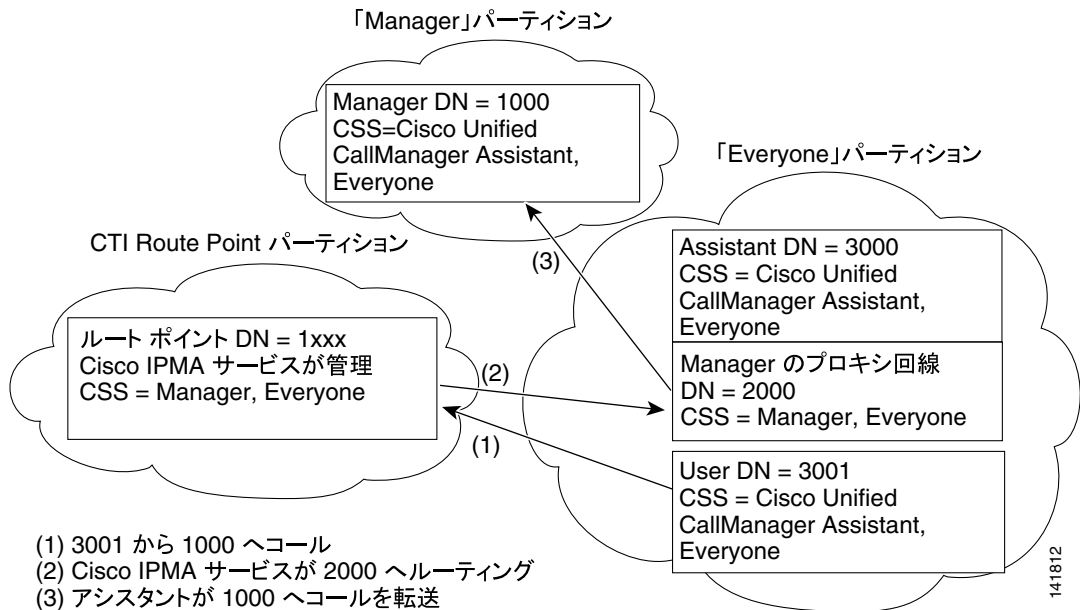 「Manager」パーティション
Manager DN = 1000
CSS=Cisco Unified
CallManager Assistant,
Everyone
「Everyone」パーティション
CTI Route Point パーティション
ルート ポイント DN = 1xxx
Cisco IPMA サービスが管理
CSS = Manager, Everyone
Assistant DN = 3000
CSS = Cisco Unified
CallManager Assistant,
Everyone
Manager のプロキシ回線
DN = 2000
CSS = Manager, Everyone
User DN = 3001
CSS = Cisco Unified
CallManager Assistant,
Everyone
(3)
(2)
(1)
(1) 3001 から 1000 へコール
(2) Cisco IPMA サービスが 2000 へルーティング
(3) アシスタントが 1000 へコールを転送
141812